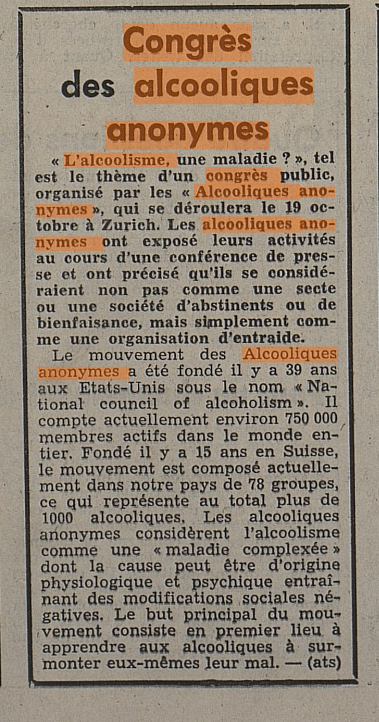 Congrès
des alcooliques
anonymes
« L'alcoolisme, une maladie ? », tel
est le thème d'un congrès public,
organisé par les « Alcooliques ano-
nymes », qui se déroulera le 19 oc-
tobre à Zurich. Les alcooliques ano-
nymes ont exposé leurs activités
au cours d'une conférence de pres-
se et ont précisé qu'ils se considé-
raient non pas comme une secte
ou une société d'abstinents ou de
bienfaisance, mais simplement com-
me une organisation d'entraide.
Le mouvement des Alcooliques
anonymes a été fondé il y a 39 ans
aux Etats-Unis sous le nom « Na-
tional council of alcoholism ». Il
compte actuellement environ 750 000
membres actifs dans le monde en-
tier. Fondé il y a 15 ans en Suisse,
le mouvement est composé actuelle-
ment dans notre pays de 78 groupes,
ce qui représente au total plus de
1000 alcooliques. Les alcooliques
anonymes considèrent l'alcoolisme
comme une « maladie complexée »
dont la cause peut être d'origine
physiologique et psychique entraî-
nant des modifications sociales né-
gatives. Le but principal du mou-
vement consiste en premier lieu à
apprendre aux alcooliques à sur-
monter eux-mêmes leur mal. — (ats)